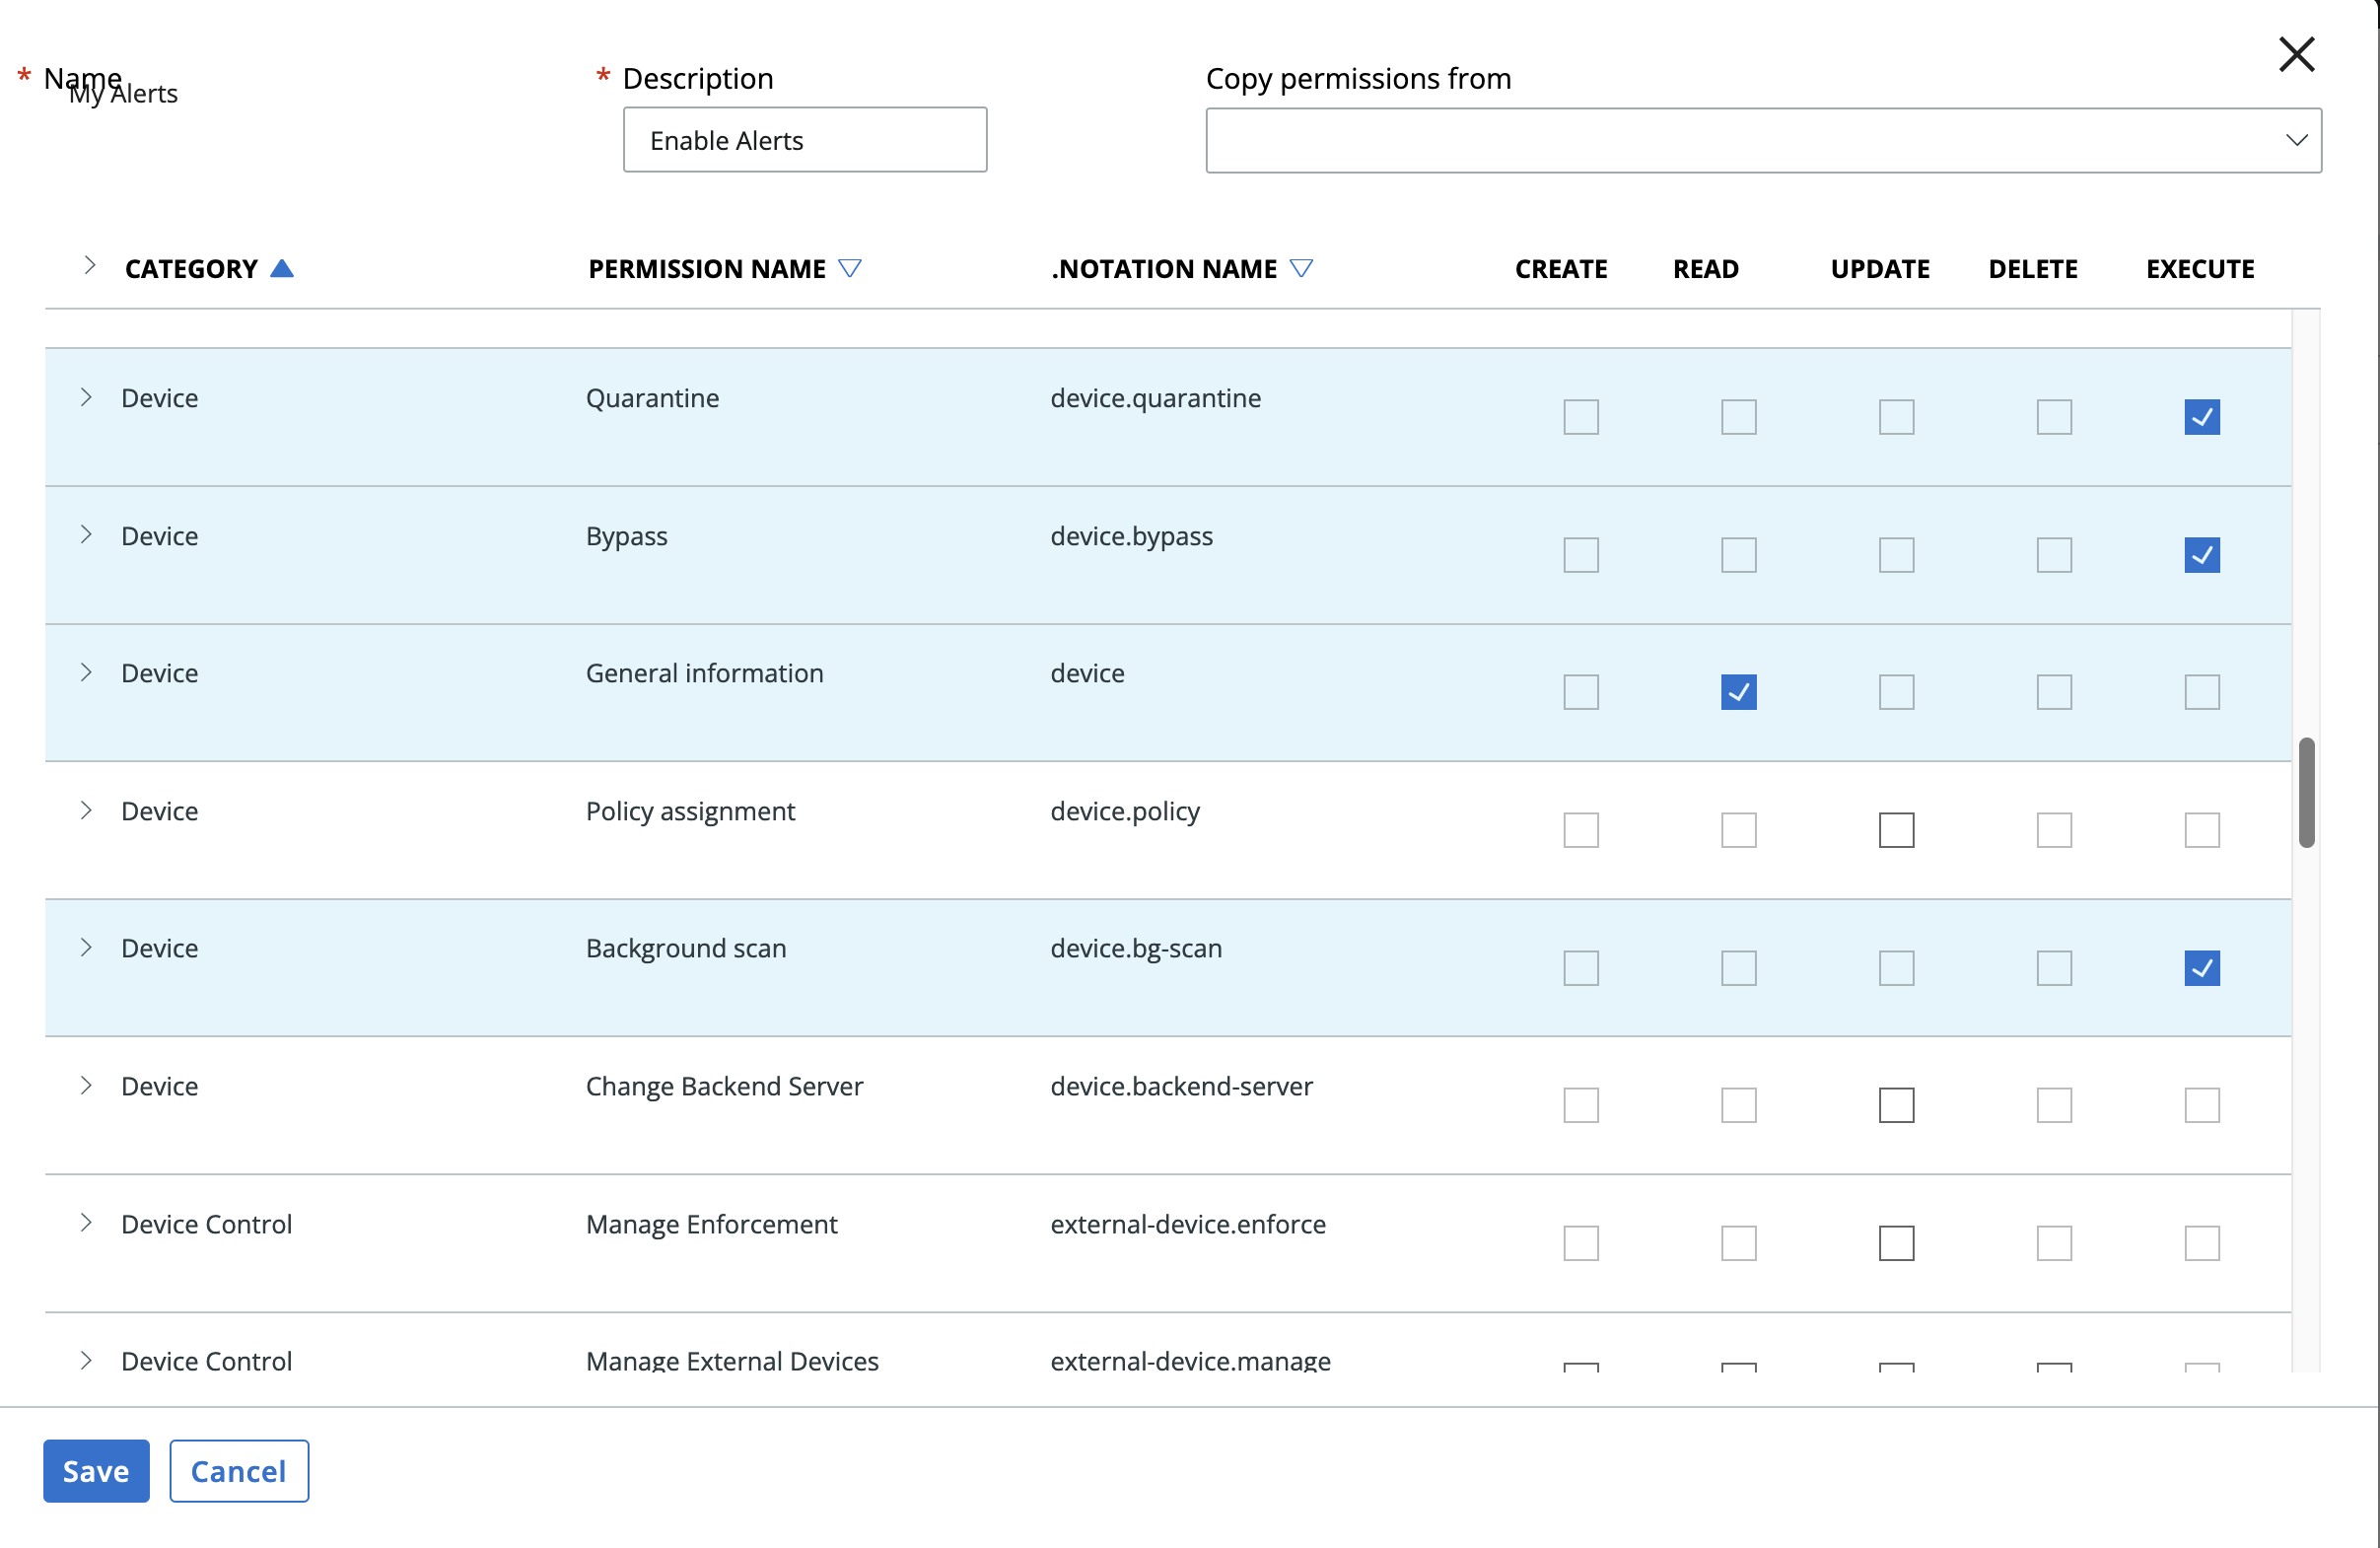 * Name
My Alerts
* Description
Enable Alerts
Copy permissions from
CATEGORY PERMISSION NAME .NOTATION NAME CREATE READ UPDATE DELETE EXECUTE
Device Quarantine device.quarantine
Device Bypass device.bypass
Device General information device
Device Policy assignment device.policy
Device Background scan device.bg-scan
Device Change Backend Server device.backend-server
Device Control Manage Enforcement external-device.enforce
Device Control Manage External Devices external-device.manage
Save Cancel